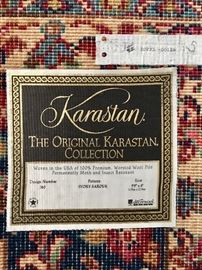 Karastan.
THE ORIGINAL KARASTAN
COLLECTION
Woven in the USA of 100% Premium, Worsted Wool Pile
Permanently Moth and Insect Resistant
Design Number Pattern Size
IVORY SAROUK